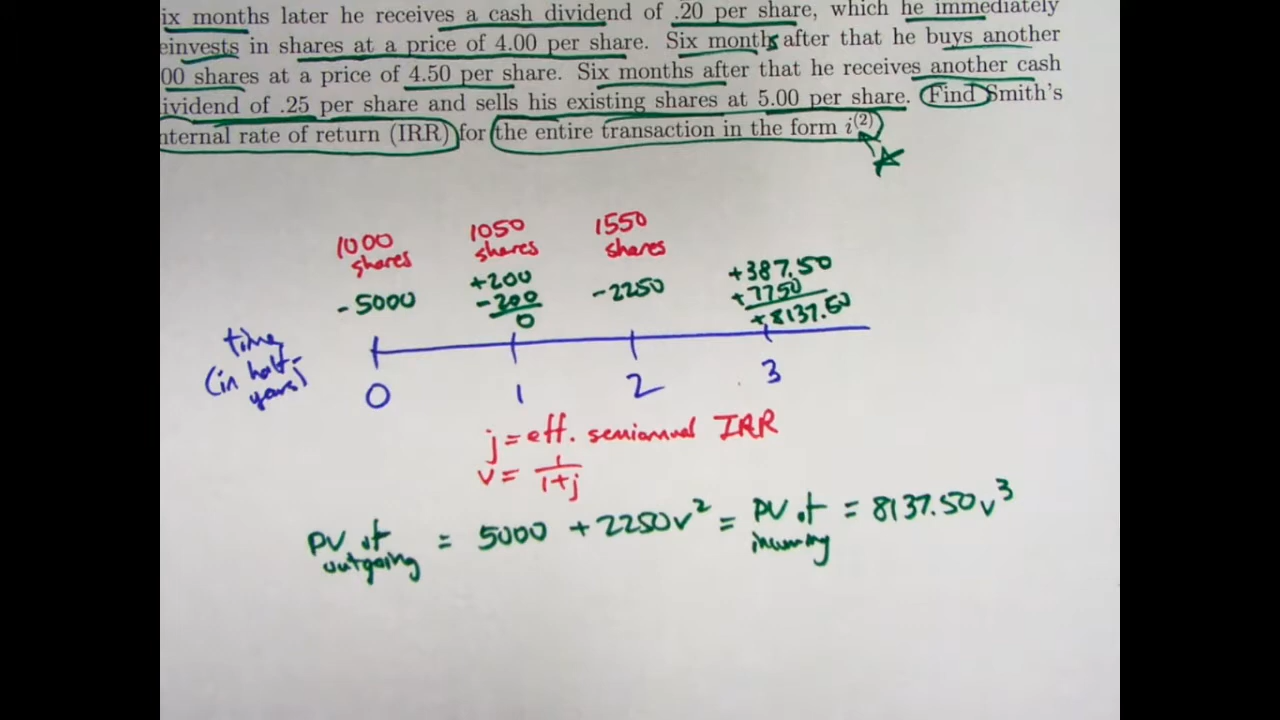 ix months later he receives a cash dividend of .20 per share, which he immediately
einvests in shares at a price of 4.00 per share. Six months after that he buys another
00 shares at a price of 4.50 per share. Six months after that he receives another cash
ividend of .25 per share and sells his existing shares at 5.00 per share. Find Smith's
nternal rate of return (IRR) for the entire transaction in the form i⁽²⁾
1000 shares
1050 shares
1550 shares
-5000
+200
-200
0
-2250
+387.50
+7750
+8137.50
time
(in half-
years)
0 1 2 3
j = eff. semiannual IRR
v = 1/(1+j)
PV of outgoing = 5000 + 2250v² = PV of incoming = 8137.50v³